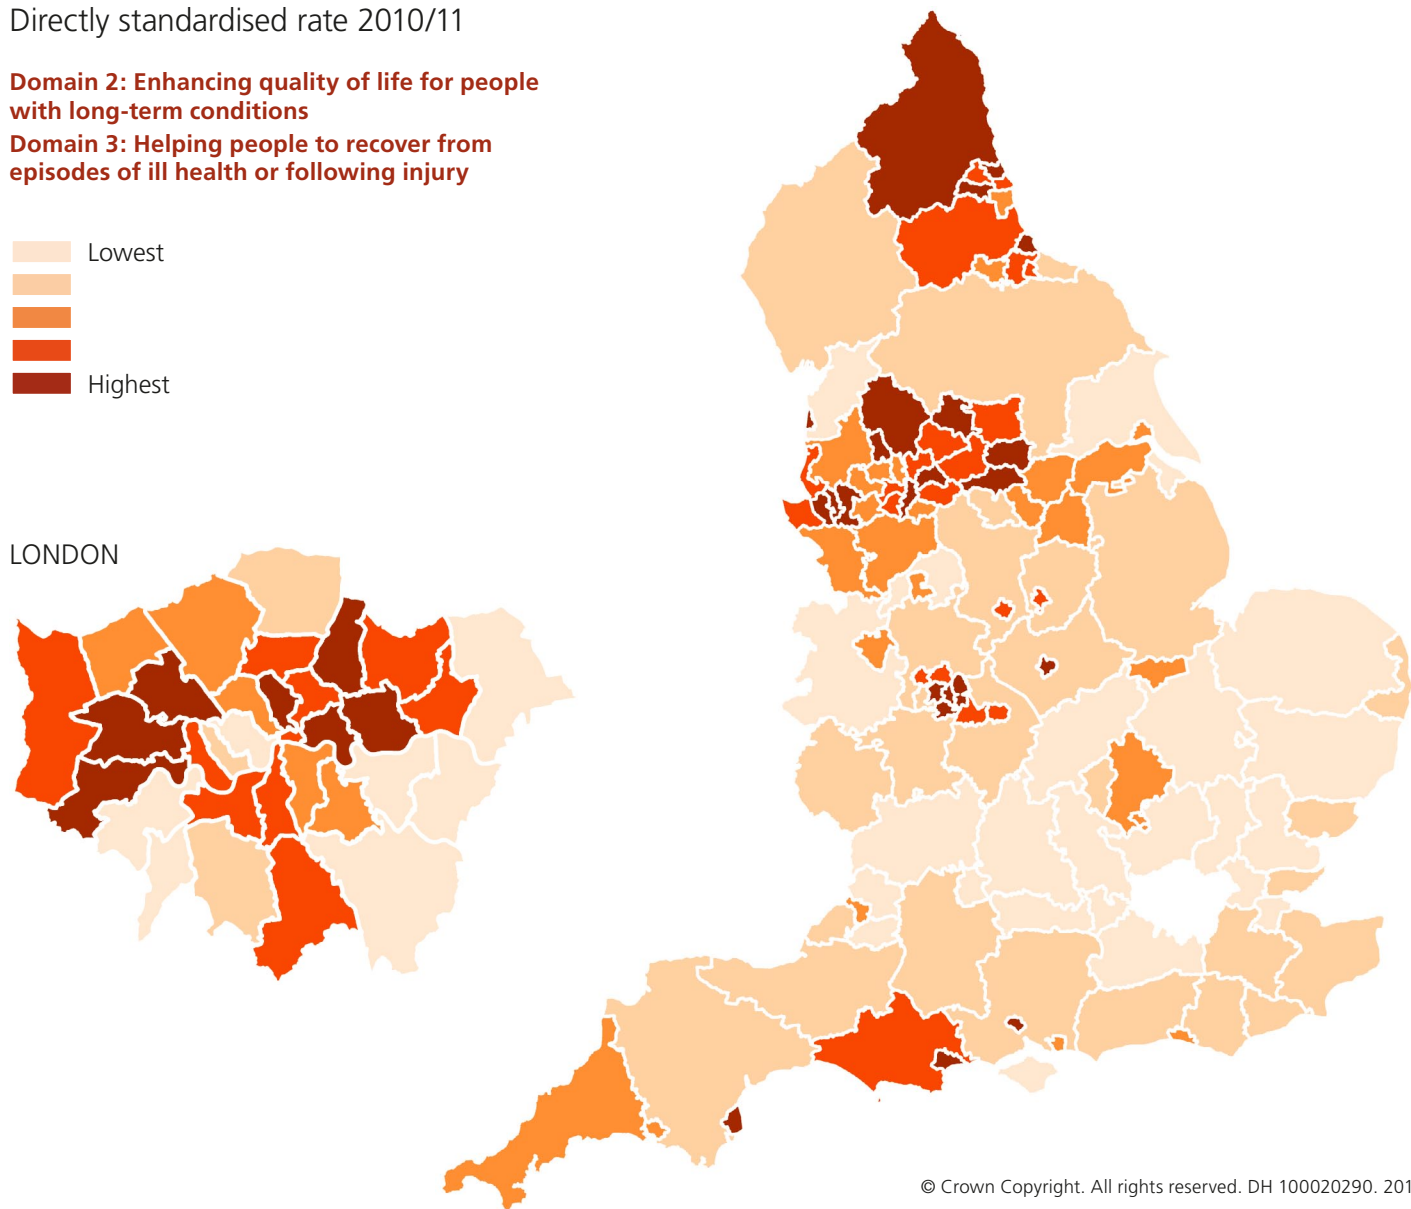 Directly standardised rate 2010/11
Domain 2: Enhancing quality of life for people
with long-term conditions
Domain 3: Helping people to recover from
episodes of ill health or following injury
Lowest
Highest
LONDON
© Crown Copyright. All rights reserved. DH 100020290. 201